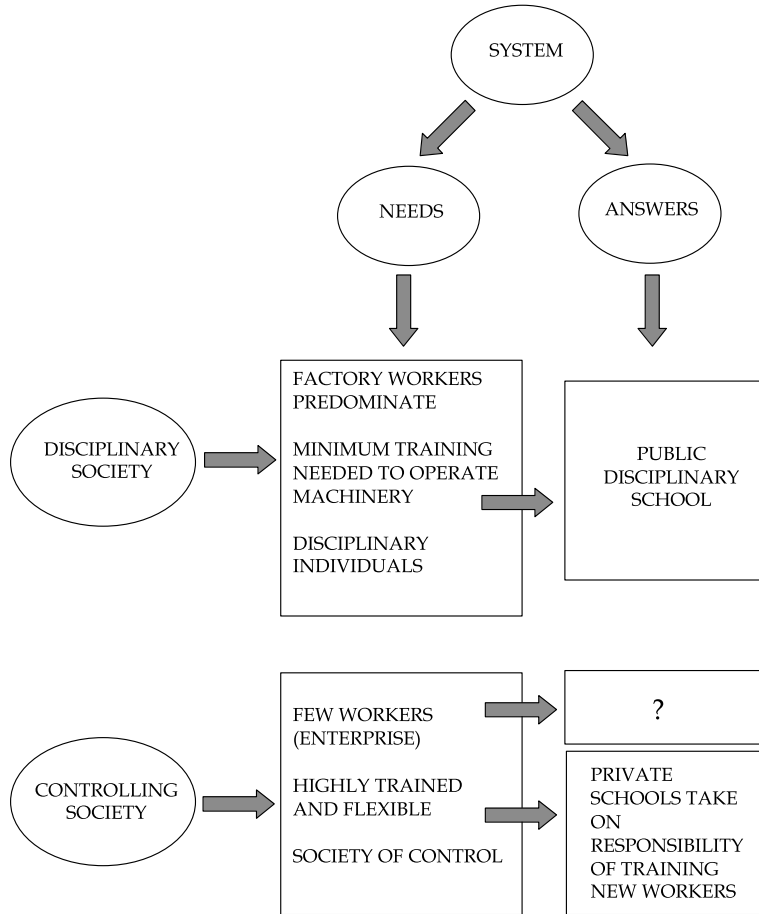 SYSTEM
NEEDS
ANSWERS
DISCIPLINARY
SOCIETY
FACTORY WORKERS
PREDOMINATE
MINIMUM TRAINING
NEEDED TO OPERATE
MACHINERY
DISCIPLINARY
INDIVIDUALS
PUBLIC
DISCIPLINARY
SCHOOL
CONTROLLING
SOCIETY
FEW WORKERS
(ENTERPRISE)
HIGHLY TRAINED
AND FLEXIBLE
SOCIETY OF CONTROL
?
PRIVATE
SCHOOLS TAKE
ON
RESPONSIBILITY
OF TRAINING
NEW WORKERS